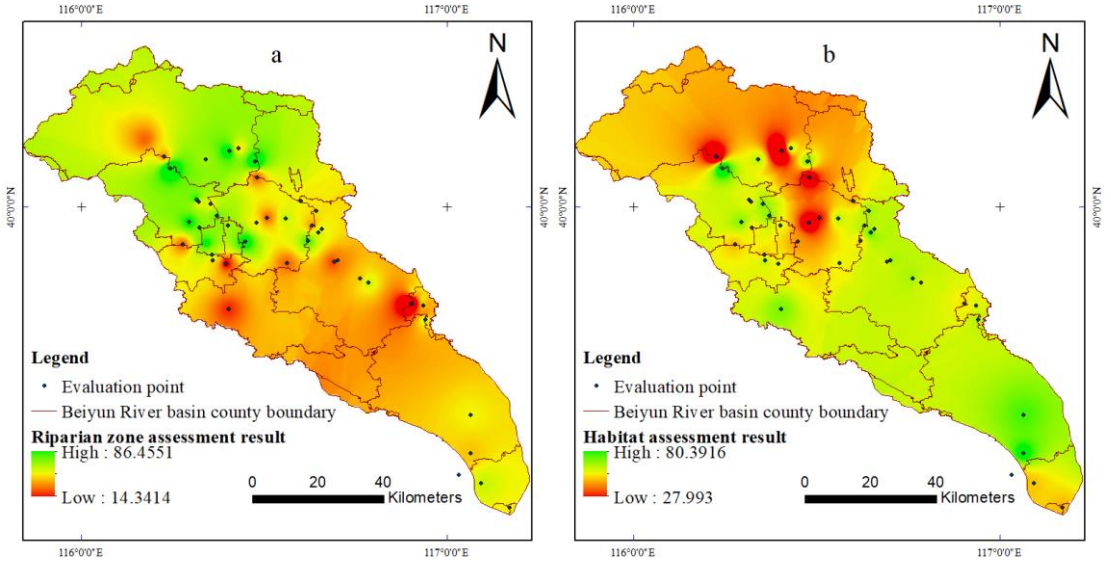 116°0'0"E
117°0'0"E
a
N
40°0'0"N
40°0'0"N
Legend
Evaluation point
Beiyun River basin county boundary
Riparian zone assessment result
High : 86.4551
Low : 14.3414
0 20 40
Kilometers
116°0'0"E
117°0'0"E
116°0'0"E
117°0'0"E
b
N
40°0'0"N
40°0'0"N
Legend
Evaluation point
Beiyun River basin county boundary
Habitat assessment result
High : 80.3916
Low : 27.993
0 20 40
Kilometers
116°0'0"E
117°0'0"E